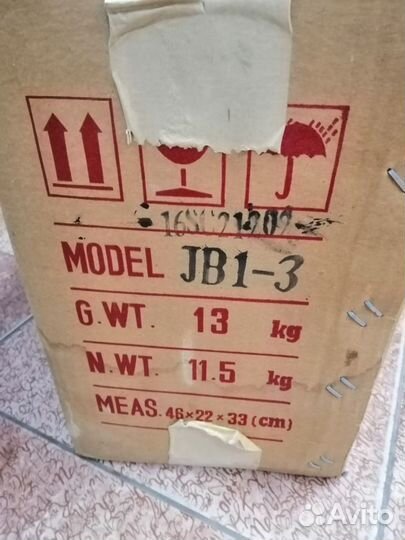 MODEL JB1-3
G.WT. 13 kg
N.WT. 11.5 kg
MEAS. 46×22×33 (cm)
Avito